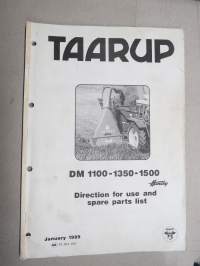 TAARUP
DM 1100-1350-1500
Direction for use and
spare parts list
January 1989